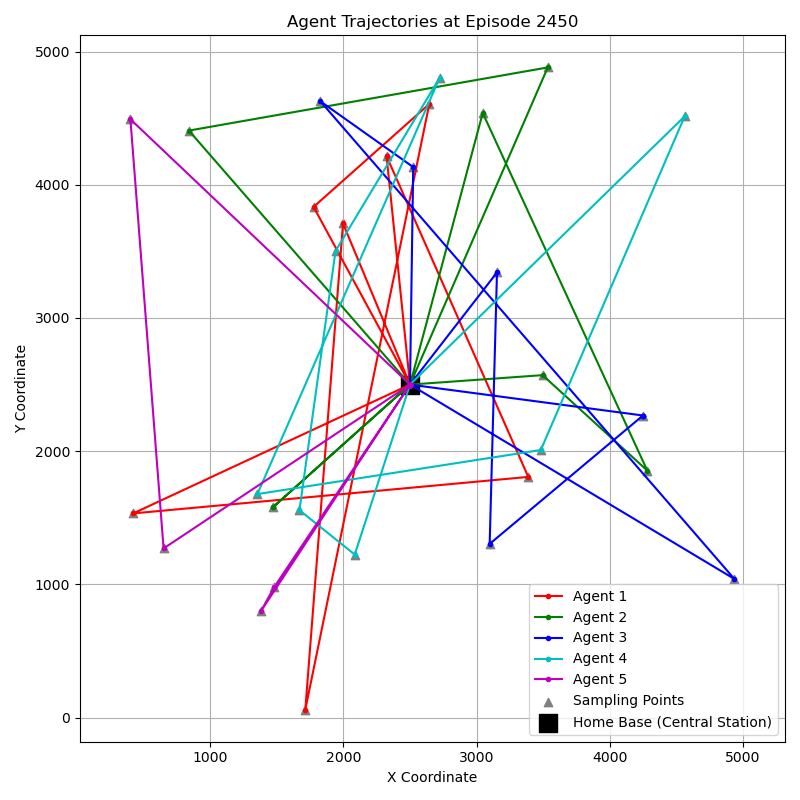 Agent Trajectories at Episode 2450
5000
4000
3000
2000
1000
0
Y Coordinate
1000 2000 3000 4000 5000
X Coordinate
Agent 1
Agent 2
Agent 3
Agent 4
Agent 5
Sampling Points
Home Base (Central Station)